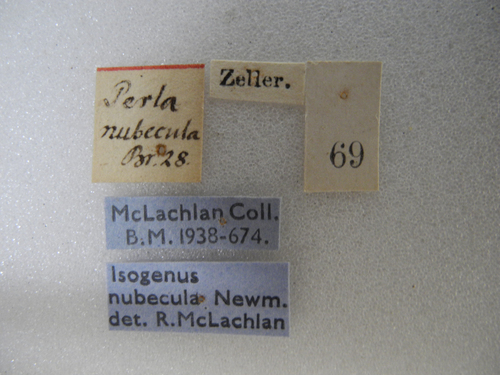 Perla
nubecula
Br. 28.
Zeller.
69
McLachlan Coll.
B.M. 1938-674.
Isogenus
nubecula Newm.
det. R.McLachlan